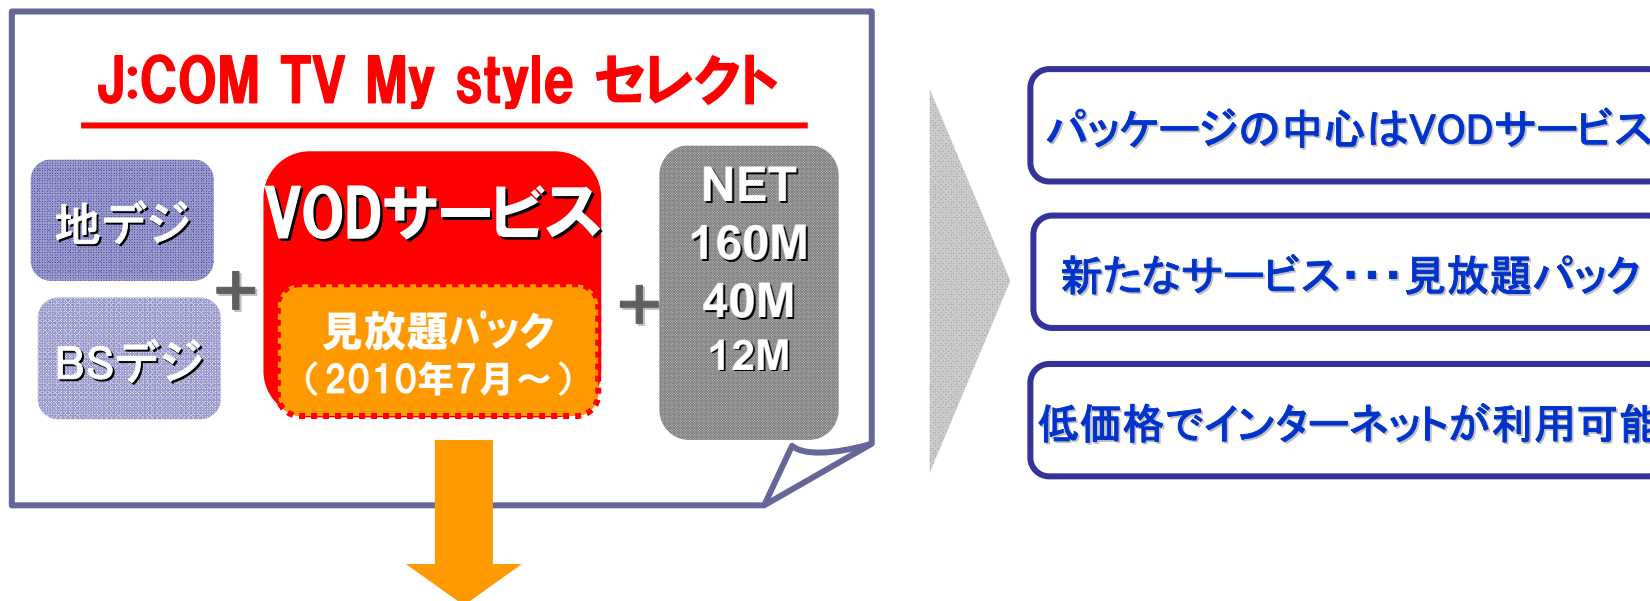 J:COM TV My style セレクト
地デジ
BSデジ
+
VODサービス
見放題パック
（2010年7月～）
+
NET
160M
40M
12M
パッケージの中心はVODサービス
新たなサービス・・・見放題パック
低価格でインターネットが利用可能